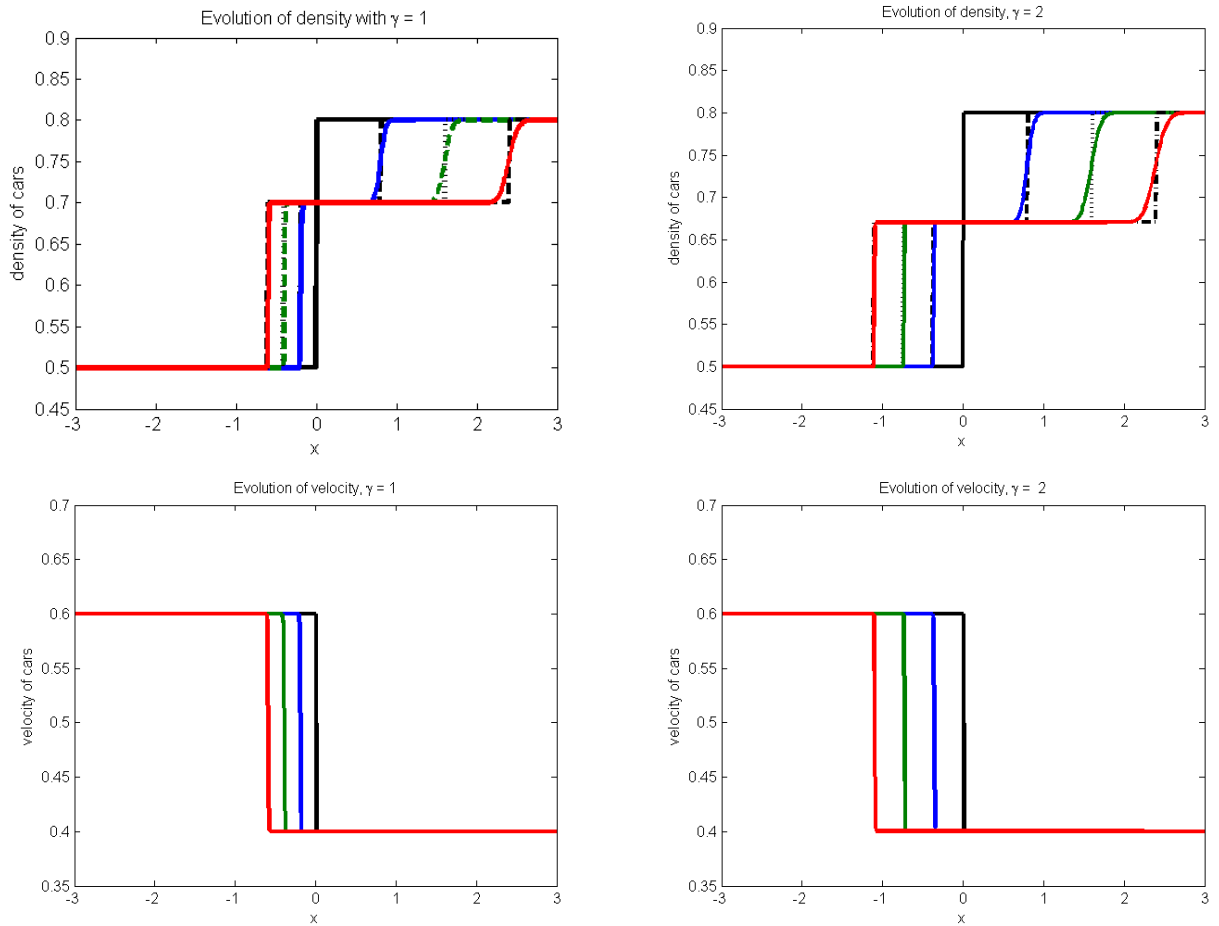 Evolution of density with γ = 1
0.9
0.85
0.8
0.75
0.7
0.65
0.6
0.55
0.5
0.45
density of cars
-3 -2 -1 0 1 2 3
x
Evolution of density, γ = 2
0.9
0.85
0.8
0.75
0.7
0.65
0.6
0.55
0.5
0.45
density of cars
-3 -2 -1 0 1 2 3
x
Evolution of velocity, γ = 1
0.7
0.65
0.6
0.55
0.5
0.45
0.4
0.35
velocity of cars
-3 -2 -1 0 1 2 3
x
Evolution of velocity, γ = 2
0.7
0.65
0.6
0.55
0.5
0.45
0.4
0.35
velocity of cars
-3 -2 -1 0 1 2 3
x